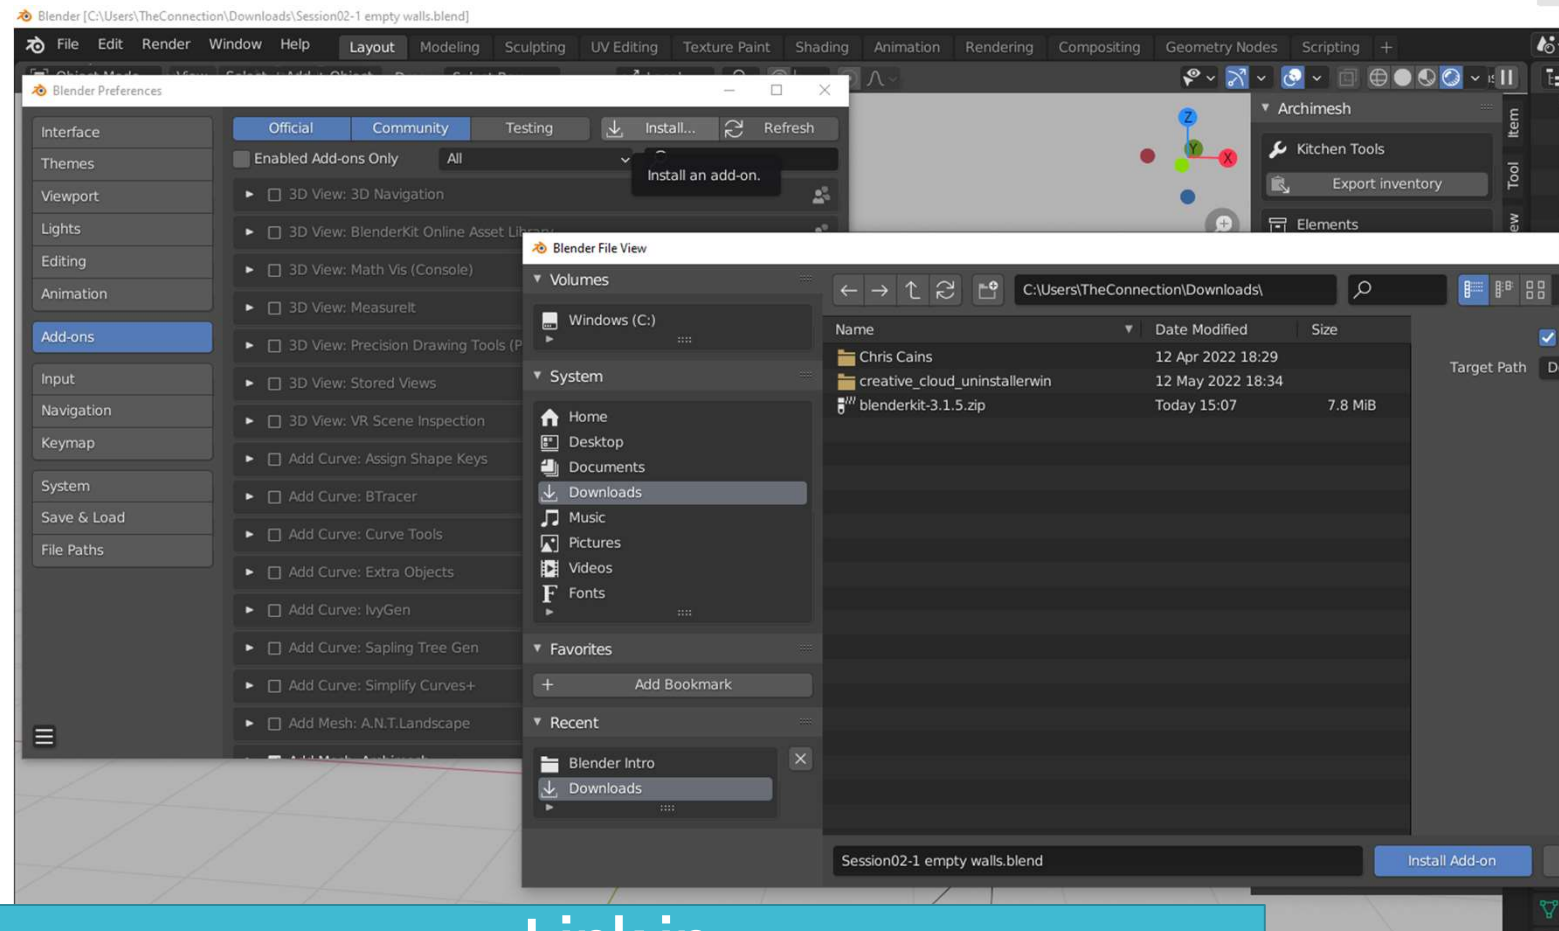 Blender [C:\Users\TheConnection\Downloads\Session02-1 empty walls.blend]
File Edit Render Window Help Layout Modeling Sculpting UV Editing Texture Paint Shading Animation Rendering Compositing Geometry Nodes Scripting +
Blender Preferences
Archimesh
Item
Interface
Official Community Testing Install... Refresh
Kitchen Tools
Themes
Enabled Add-ons Only All
Install an add-on.
Export inventory
Tool
Viewport
3D View: 3D Navigation
Z
Y
X
Lights
3D View: BlenderKit Online Asset Library
Elements
Editing
3D View: Math Vis (Console)
Animation
3D View: MeasureIt
Add-ons
3D View: Precision Drawing Tools (P
Input
3D View: Stored Views
Navigation
3D View: VR Scene Inspection
Keymap
Add Curve: Assign Shape Keys
System
Add Curve: BTracer
Save & Load
Add Curve: Curve Tools
File Paths
Add Curve: Extra Objects
Add Curve: IvyGen
Add Curve: Sapling Tree Gen
Add Curve: Simplify Curves+
Add Mesh: A.N.T.Landscape
Blender File View
Volumes
C:\Users\TheConnection\Downloads\
Windows (C:)
Name Date Modified Size
Chris Cains 12 Apr 2022 18:29
creative_cloud_uninstallerwin 12 May 2022 18:34
blenderkit-3.1.5.zip Today 15:07 7.8 MiB
Target Path
System
Home
Desktop
Documents
Downloads
Music
Pictures
Videos
Fonts
Favorites
Add Bookmark
Recent
Blender Intro
Downloads
Session02-1 empty walls.blend
Install Add-on